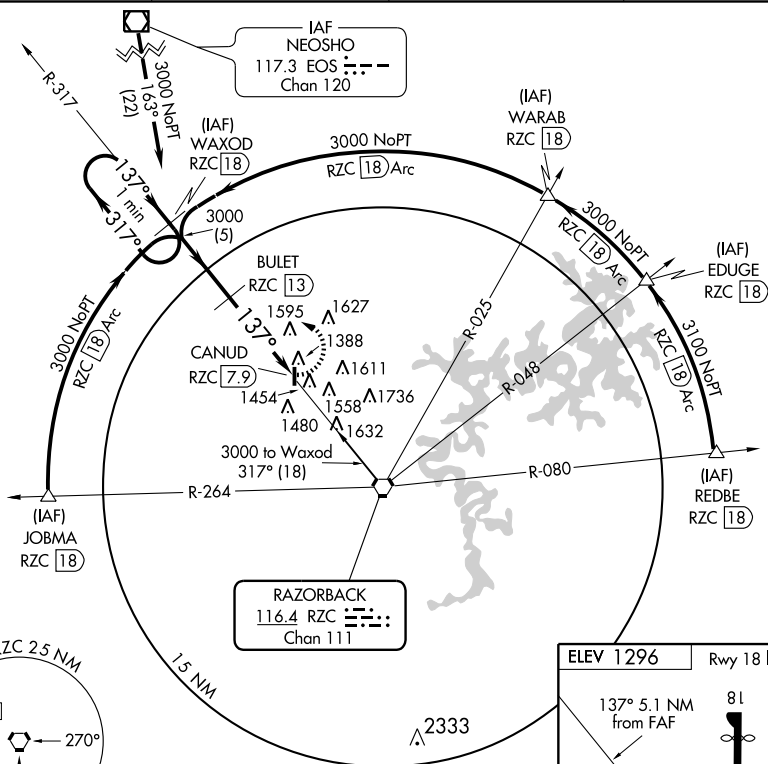 IAF
NEOSHO
117.3 EOS
Chan 120
R-317
3000 NoPT
163°
(22)
(IAF)
WAXOD
RZC 18
3000 NoPT
RZC 18 Arc
(IAF)
WARAB
RZC 18
137°
1 min
317°
3000
(5)
3000 NoPT
RZC 18 Arc
(IAF)
EDUGE
RZC 18
BULET
RZC 13
3000 NoPT
RZC 18 Arc
137°
1595
1627
1388
R-025
3100 NoPT
RZC 18 Arc
CANUD
RZC 7.9
1611
1454
1736
1558
1480
1632
R-048
3000 to Waxod
317° (18)
R-264
R-080
(IAF)
JOBMA
RZC 18
(IAF)
REDBE
RZC 18
RAZORBACK
116.4 RZC
Chan 111
ZC 25 NM
270°
15 NM
2333
ELEV 1296
Rwy 18
137° 5.1 NM
from FAF
18